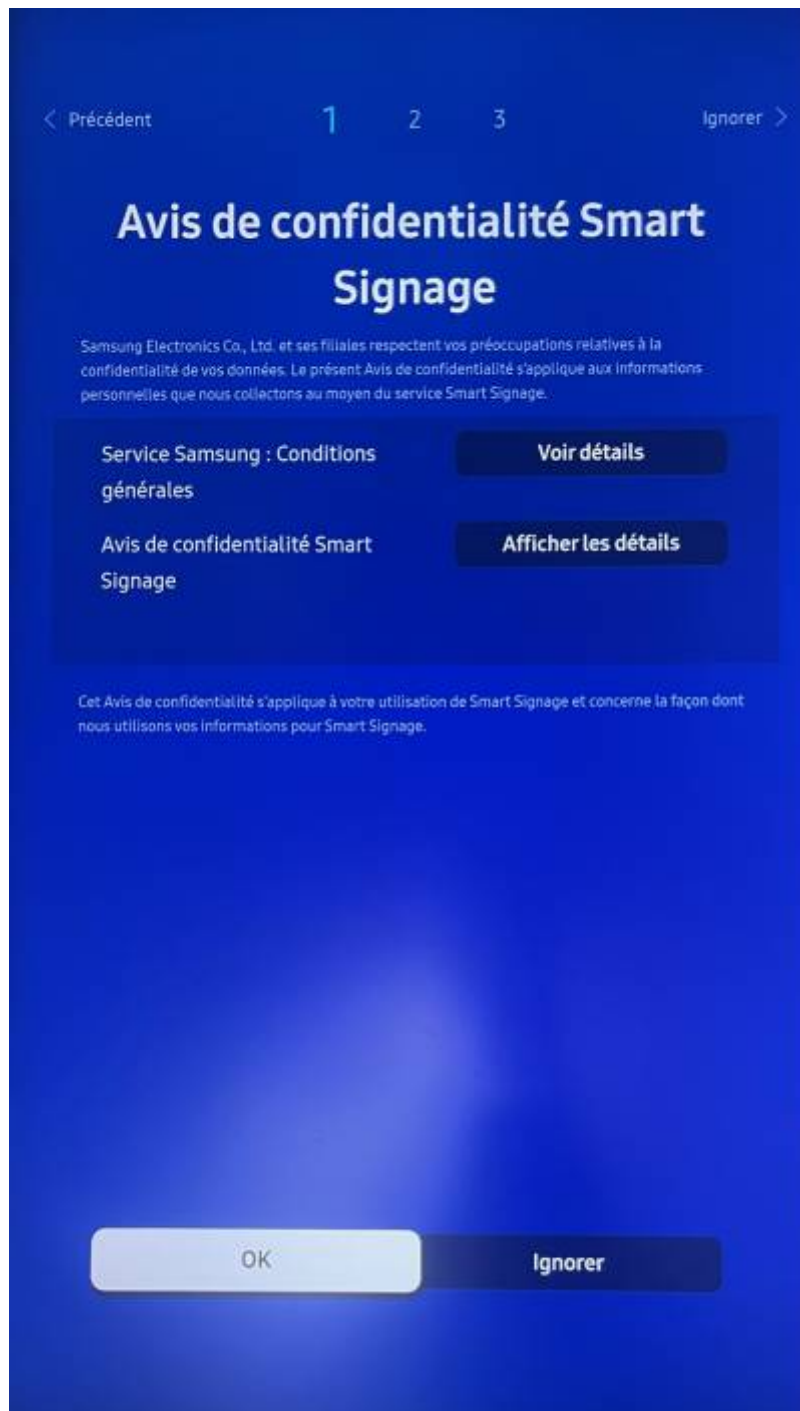 Précédent 1 2 3 Ignorer
Avis de confidentialité Smart
Signage
Samsung Electronics Co., Ltd. et ses filiales respectent vos préoccupations relatives à la
confidentialité de vos données. Le présent Avis de confidentialité s'applique aux informations
personnelles que nous collectons au moyen du service Smart Signage.
Service Samsung : Conditions
générales
Voir détails
Avis de confidentialité Smart
Signage
Afficher les détails
Cet Avis de confidentialité s'applique à votre utilisation de Smart Signage et concerne la façon dont
nous utilisons vos informations pour Smart Signage.
OK
Ignorer